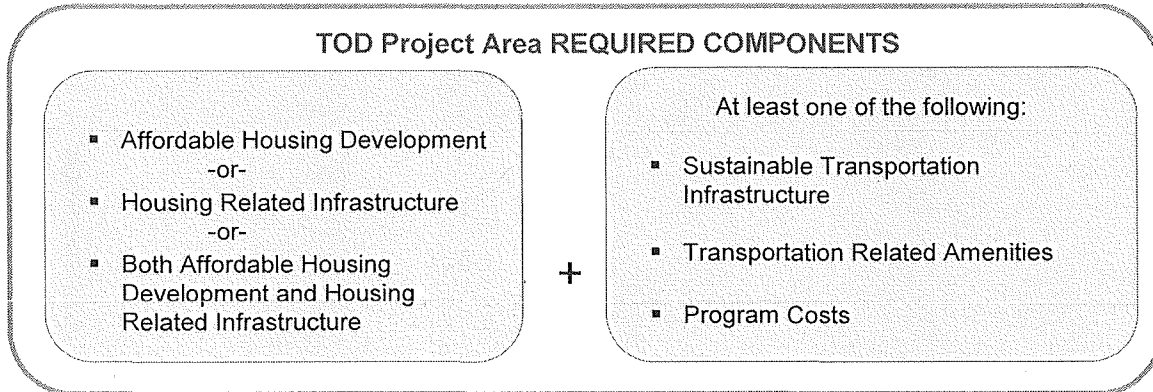 TOD Project Area REQUIRED COMPONENTS
▪ Affordable Housing Development
-or-
▪ Housing Related Infrastructure
-or-
▪ Both Affordable Housing
Development and Housing
Related Infrastructure
+
At least one of the following:
▪ Sustainable Transportation
Infrastructure
▪ Transportation Related Amenities
▪ Program Costs